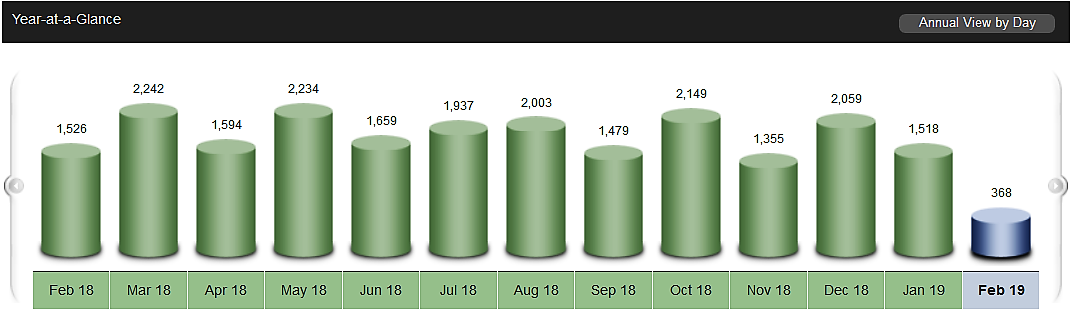 Year-at-a-Glance
Annual View by Day
1,526
2,242
1,594
2,234
1,659
1,937
2,003
1,479
2,149
1,355
2,059
1,518
368
Feb 18
Mar 18
Apr 18
May 18
Jun 18
Jul 18
Aug 18
Sep 18
Oct 18
Nov 18
Dec 18
Jan 19
Feb 19